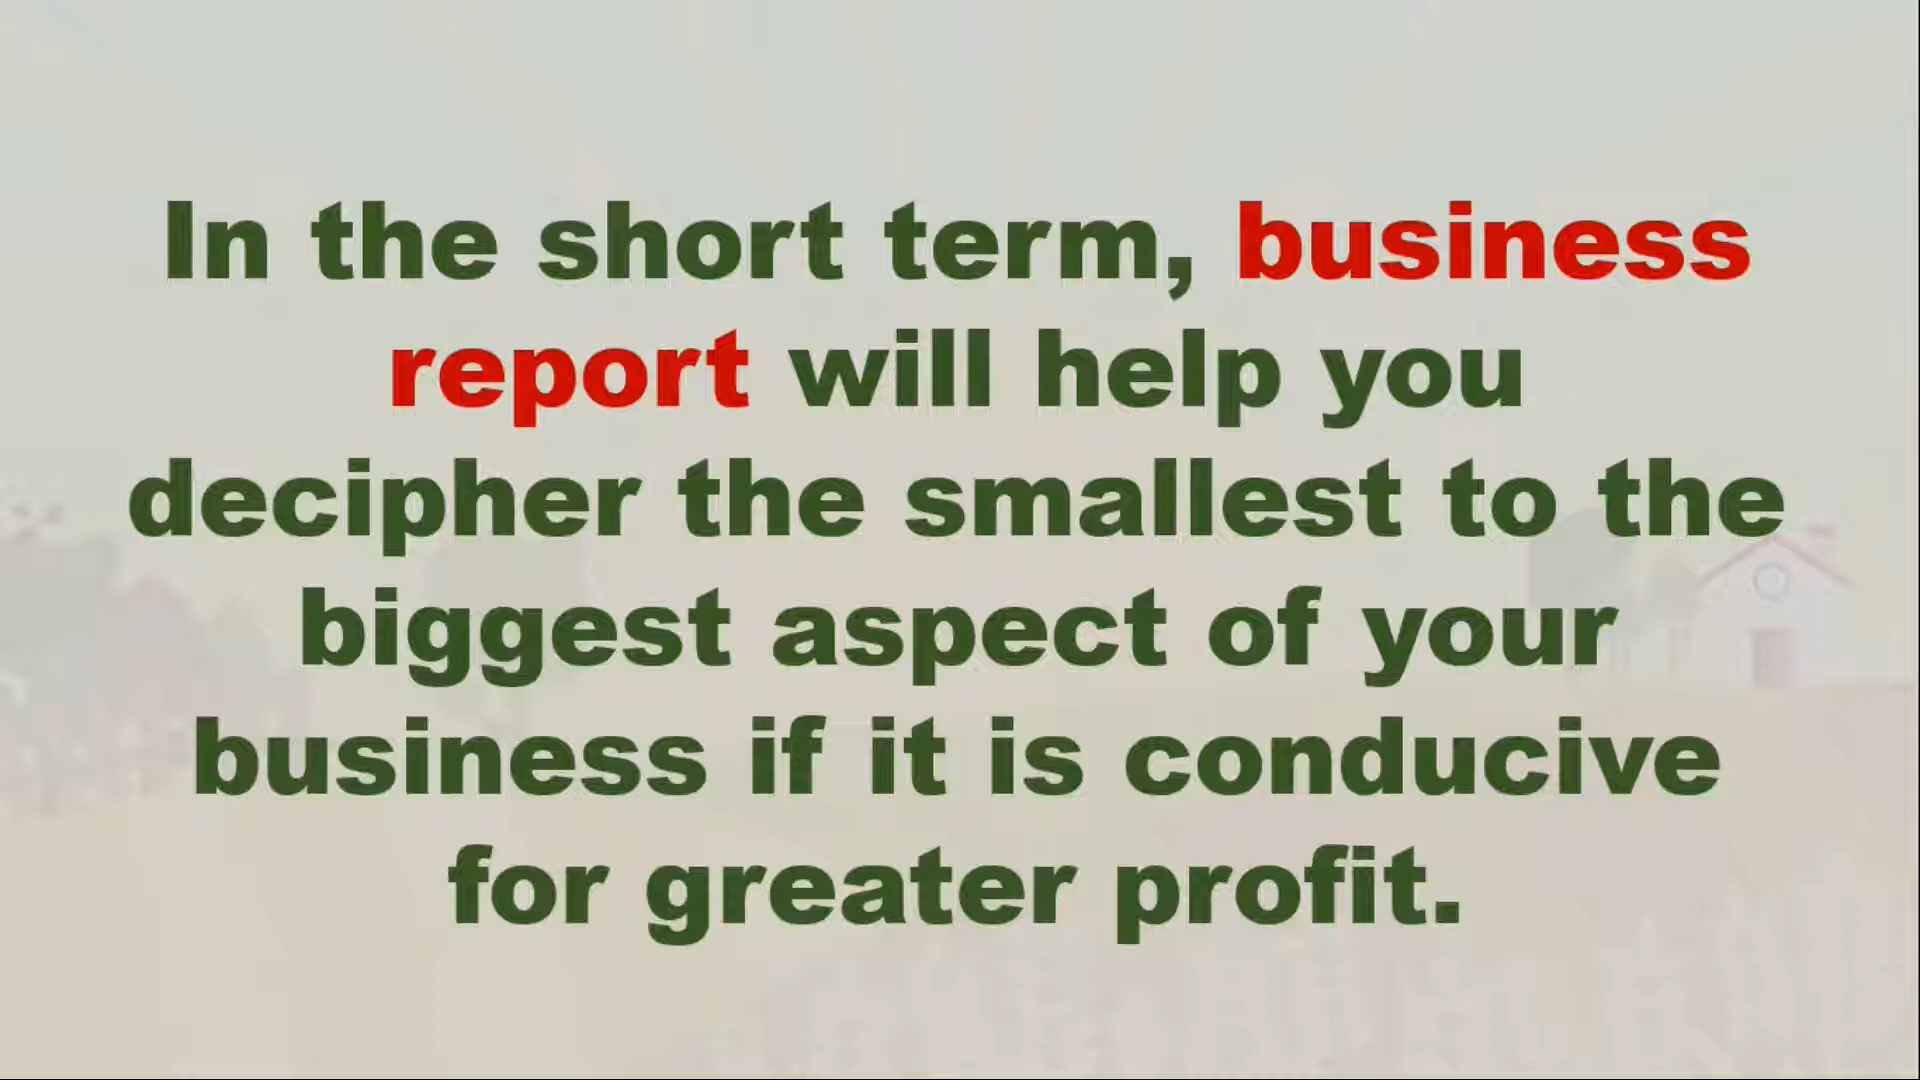 In the short term, business
report will help you
decipher the smallest to the
biggest aspect of your
business if it is conducive
for greater profit.